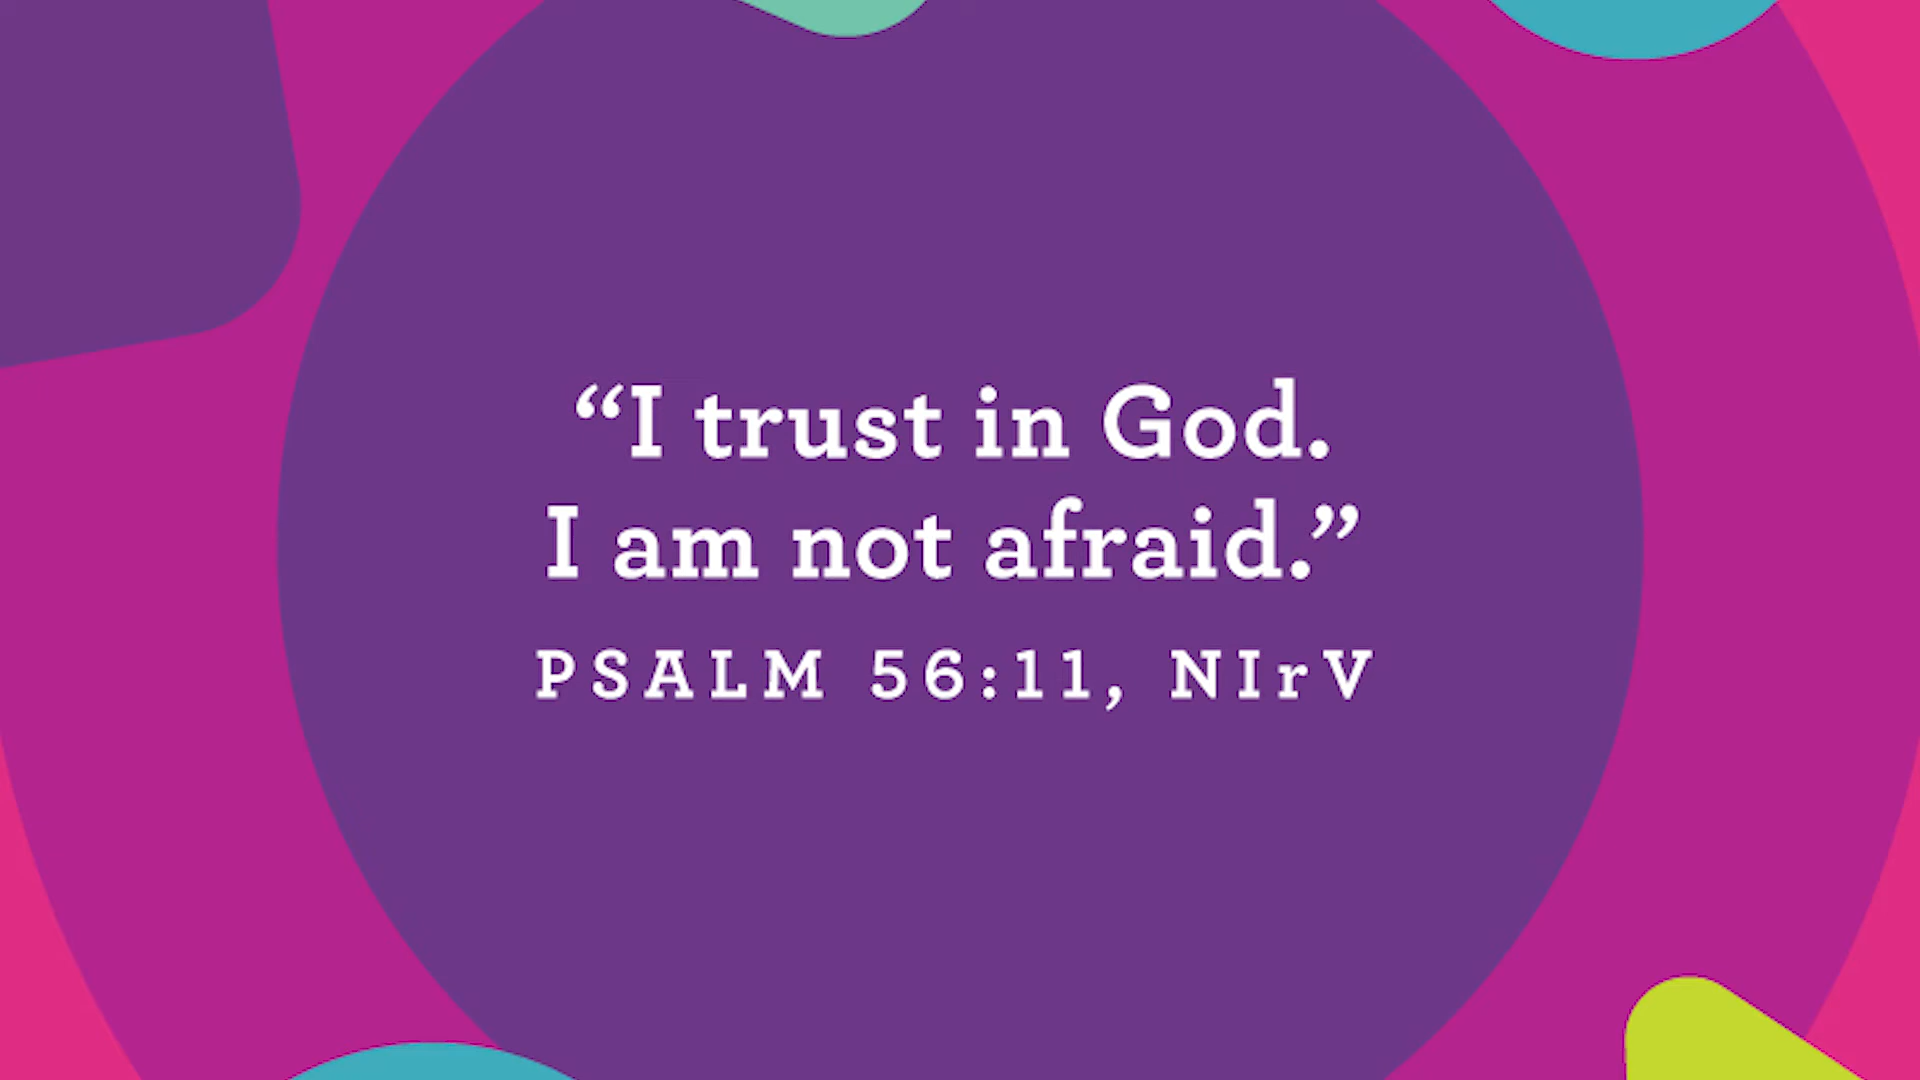 “I trust in God.
I am not afraid.”
PSALM 56:11, NIrV